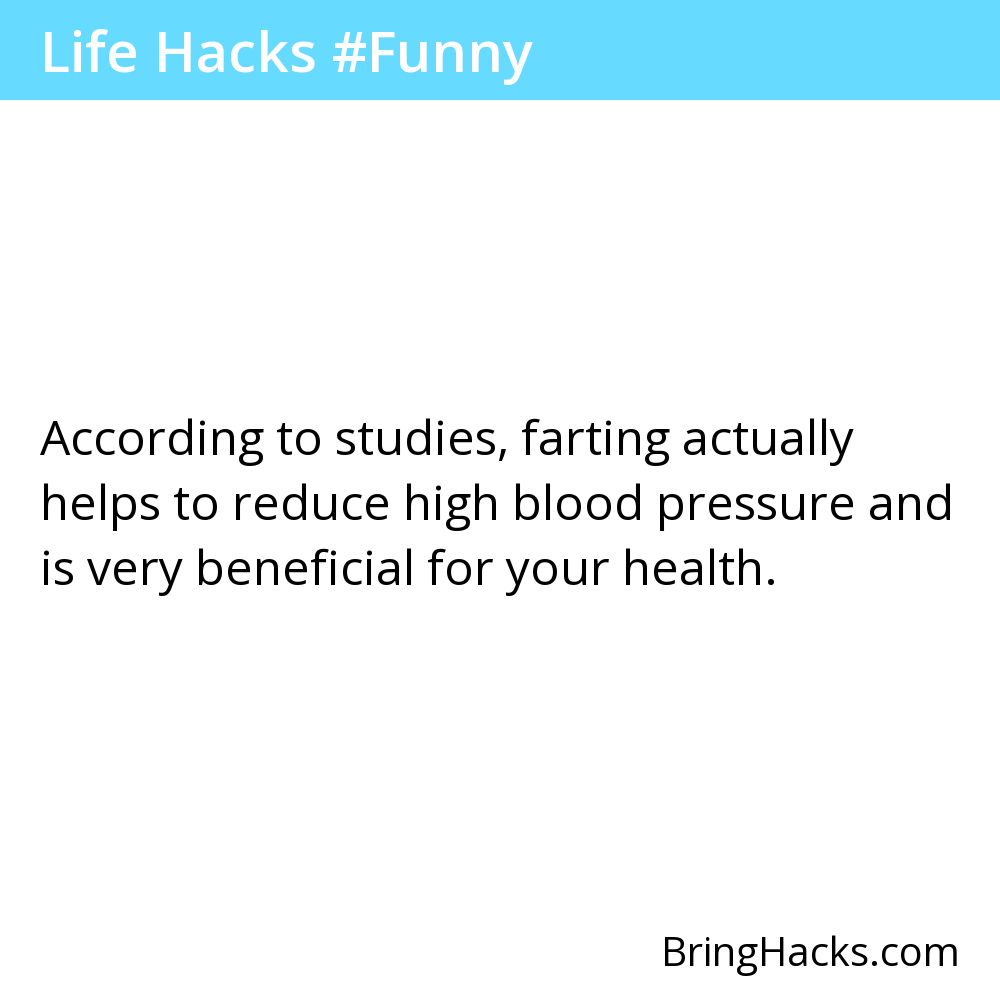 Life Hacks #Funny
According to studies, farting actually
helps to reduce high blood pressure and
is very beneficial for your health.
BringHacks.com